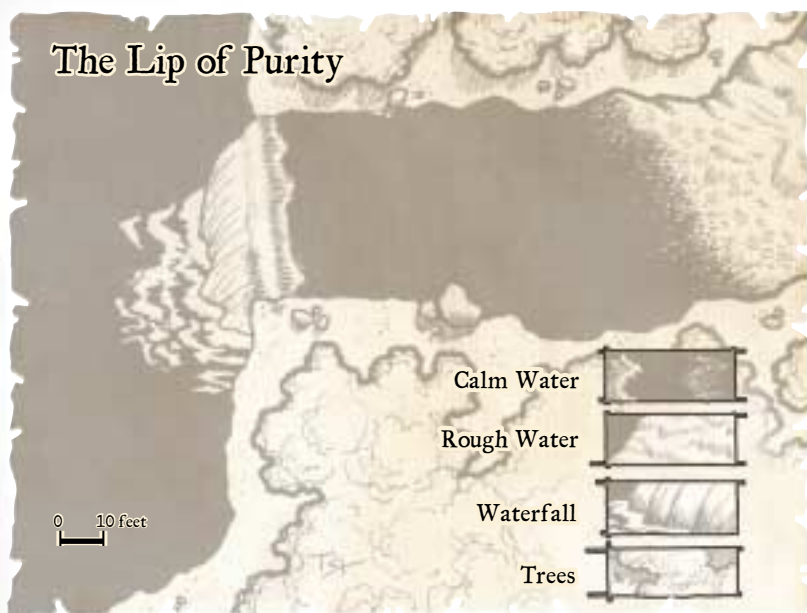 The Lip of Purity
Calm Water
Rough Water
Waterfall
Trees
0 10 feet